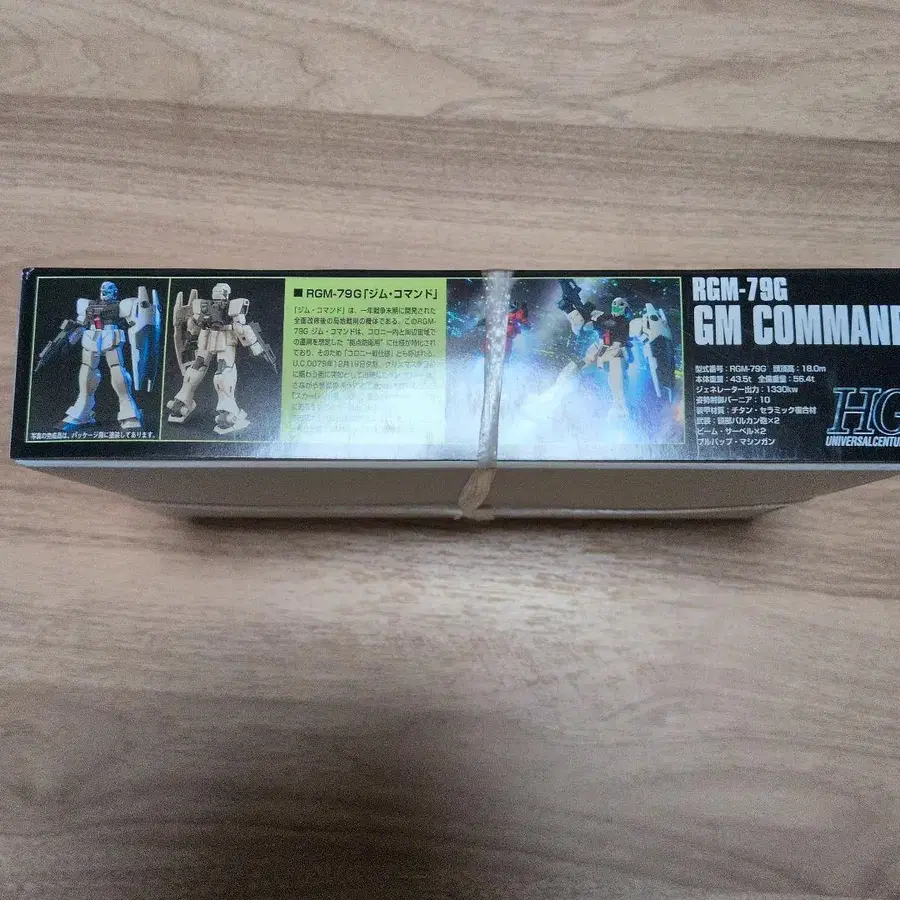 ■ RGM-79G「ジム・コマンド」
「ジム・コマンド」は、一年戦争末期に開発された
全面改修後の局地戦用の機体である。このRGM-
79G ジム・コマンドは、コロニー内と周辺宙域で
の運用を想定した "拠点防衛用" に仕様が特化され
ており、そのため「コロニー戦仕様」とも呼ばれる。
U.C.0079年12月19日夕刻、クリスマス
写真の完成品は、パッケージ用に塗装してあります。
RGM-79G
GM COMMAND
型式番号：RGM-79G 頭頂高：18.0m
本体重量：43.5t 全備重量：56.4t
ジェネレーター出力：1330kw
姿勢制御バーニア：10
装甲材質：チタン・セラミック複合材
武装：頭部バルカン砲×2
ビーム・サーベル×2
ブルパップ・マシンガン
HG
UNIVERSAL CENTU